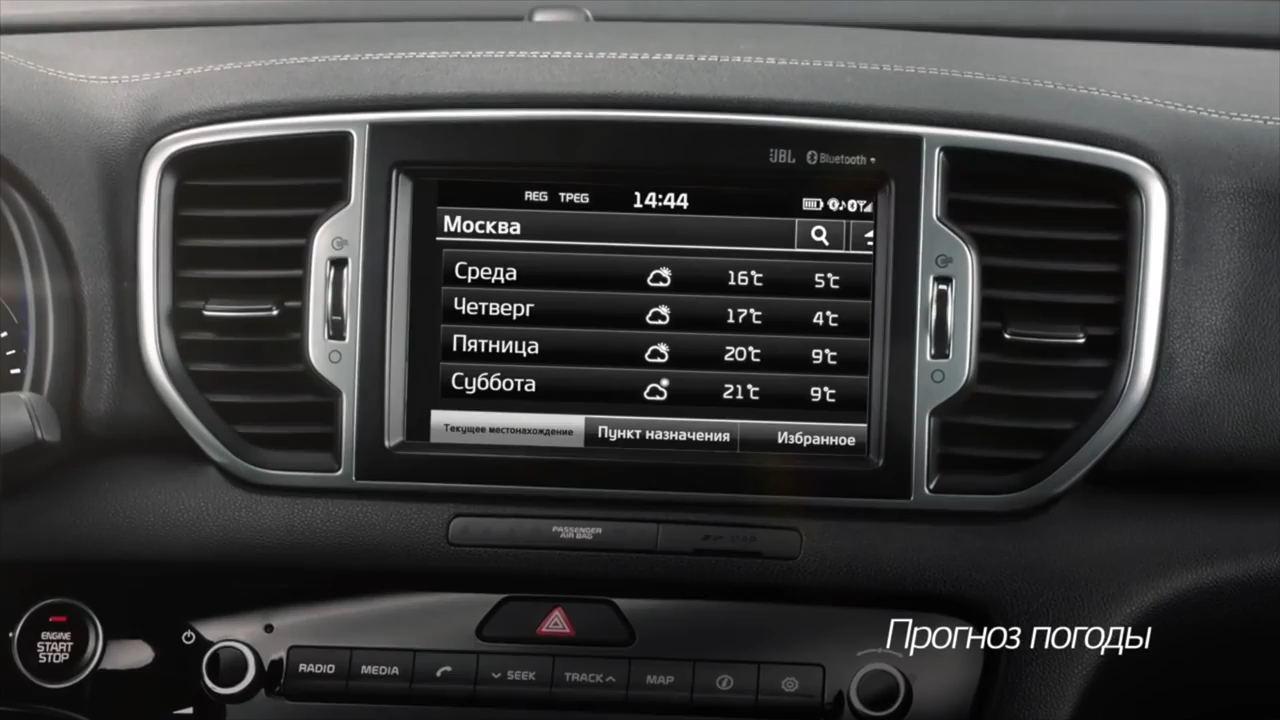 JBL Bluetooth
REG TPEG 14:44
Москва
Среда 16℃ 5℃
Четверг 17℃ 4℃
Пятница 20℃ 9℃
Суббота 21℃ 9℃
Текущее местонахождение Пункт назначения Избранное
PASSENGER
AIR BAG
ENGINE
START
STOP
RADIO MEDIA SEEK TRACK MAP
Прогноз погоды